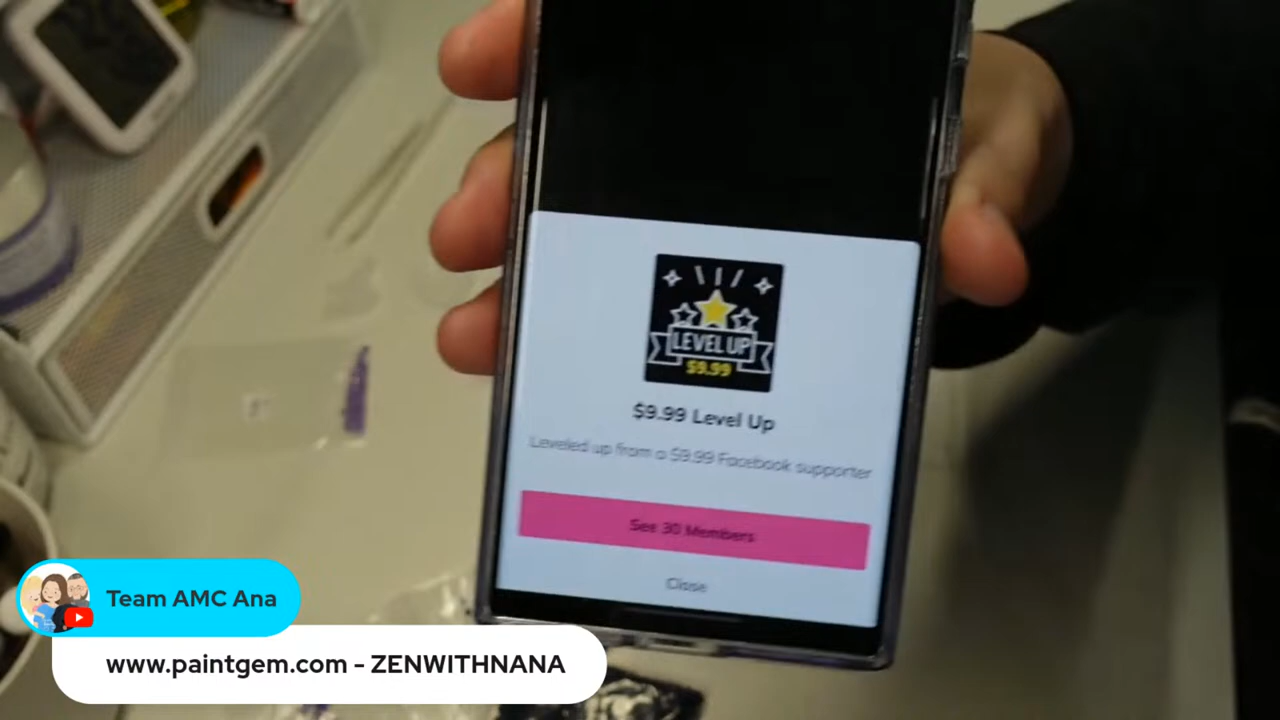 LEVEL UP
$9.99
$9.99 Level Up
Leveled up from a $9.99 Facebook supporter
See 30 Members
Close
Team AMC Ana
www.paintgem.com - ZENWITHNANA